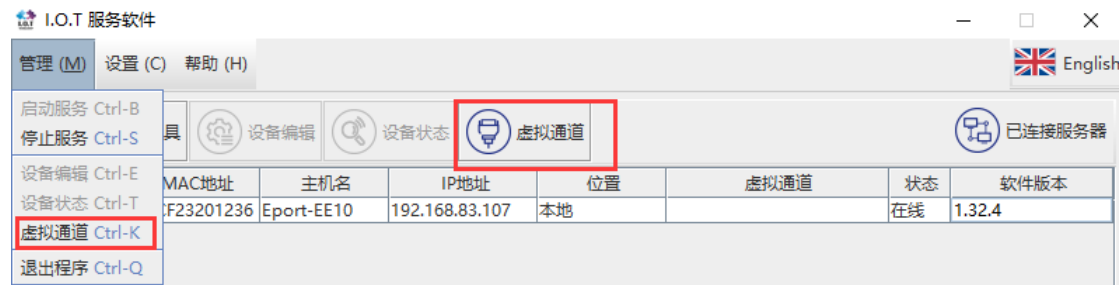 I.O.T 服务软件
管理 (M) 设置 (C) 帮助 (H) English
启动服务 Ctrl-B
停止服务 Ctrl-S
具 设备编辑 设备状态 虚拟通道 已连接服务器
设备编辑 Ctrl-E
设备状态 Ctrl-T
虚拟通道 Ctrl-K
退出程序 Ctrl-Q
MAC地址 主机名 IP地址 位置 虚拟通道 状态 软件版本
F23201236 Eport-EE10 192.168.83.107 本地 在线 1.32.4